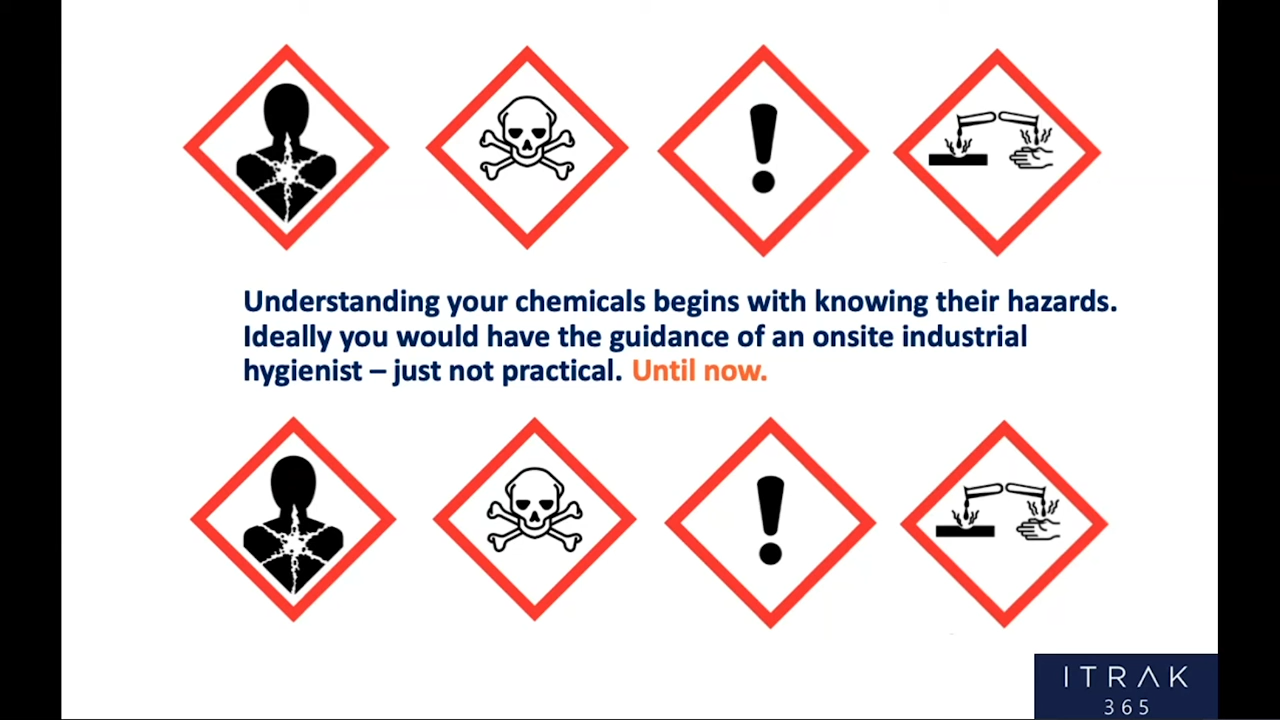 Understanding your chemicals begins with knowing their hazards.
Ideally you would have the guidance of an onsite industrial
hygienist – just not practical. Until now.
ITRAK
365